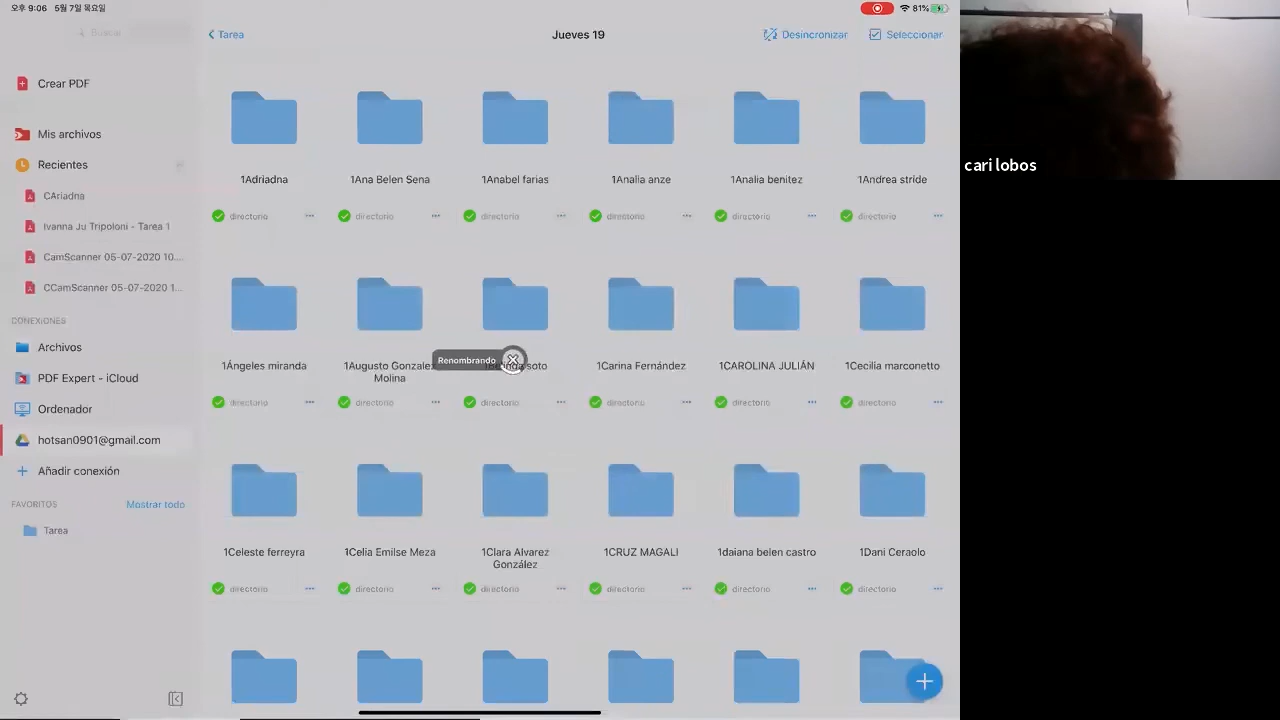 오후 9:06 5월 7일 목요일
81%
Buscar
Tarea
Jueves 19
Desincronizar
Seleccionar
Crear PDF
Mis archivos
Recientes
CAriadna
Ivanna Ju Tripoloni - Tarea 1
CamScanner 05-07-2020 10....
CCamScanner 05-07-2020 1...
CONEXIONES
Archivos
PDF Expert - iCloud
Ordenador
hotsan0901@gmail.com
Añadir conexión
FAVORITOS
Mostrar todo
Tarea
1Adriadna
1Ana Belen Sena
1Anabel farias
1Analia anze
1Analia benitez
1Andrea stride
directorio
directorio
directorio
directorio
directorio
directorio
1Ángeles miranda
1Augusto Gonzalez
Molina
soto
1Carina Fernández
1CAROLINA JULIÁN
1Cecilia marconetto
Renombrando
directorio
directorio
directorio
directorio
directorio
directorio
1Celeste ferreyra
1Celia Emilse Meza
1Clara Alvarez
González
1CRUZ MAGALI
1daiana belen castro
1Dani Ceraolo
directorio
directorio
directorio
directorio
directorio
directorio
cari lobos